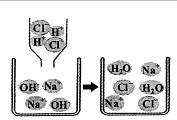 Cl⁻ H⁺
H⁺ Cl⁻
OH⁻ Na⁺
Na⁺ OH⁻
H₂O Na⁺
Cl⁻ H₂O
Na⁺ Cl⁻